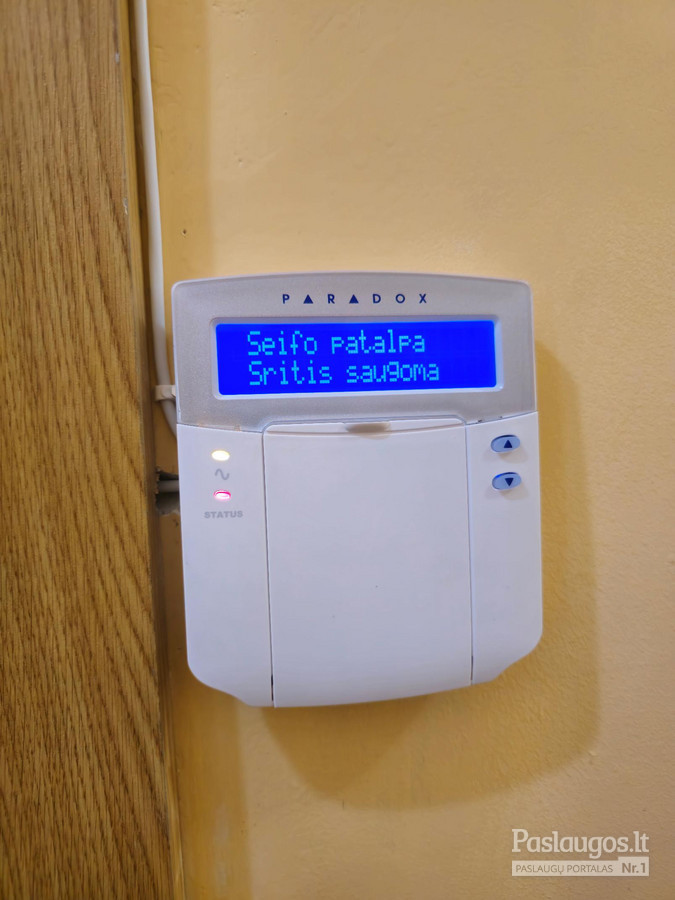 PARADOX
Seifo patalpa
Sritis saugoma
STATUS
Paslaugos.lt
PASLAUGŲ PORTALAS Nr.1